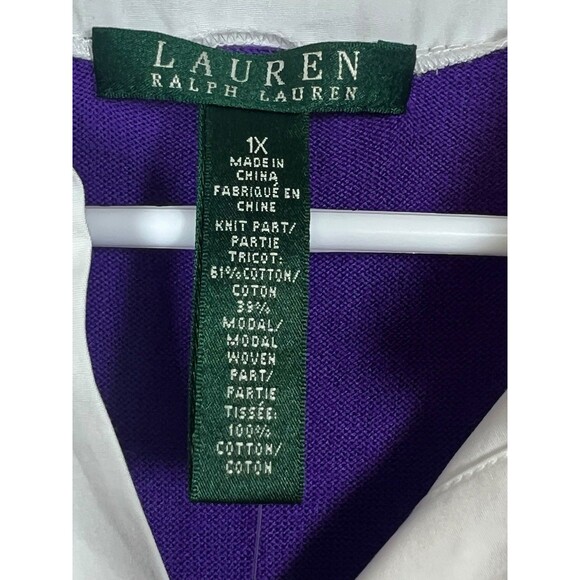 LAUREN
RALPH LAUREN
1X
MADE IN
CHINA
FABRIQUÉ EN
CHINE
KNIT PART/
PARTIE
TRICOT:
61% COTTON/
COTON
39%
MODAL/
MODAL
WOVEN
PART/
PARTIE
TISSÉE:
100%
COTTON/
COTON